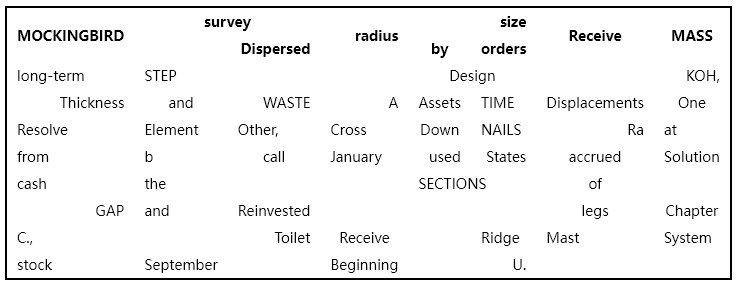 survey size
MOCKINGBIRD radius Receive MASS
Dispersed by orders
long-term STEP Design KOH,
Thickness and WASTE A Assets TIME Displacements One
Resolve Element Other, Cross Down NAILS Ra at
from b call January used States accrued Solution
cash the SECTIONS of
GAP and Reinvested legs Chapter
C., Toilet Receive Ridge Mast System
stock September Beginning U.